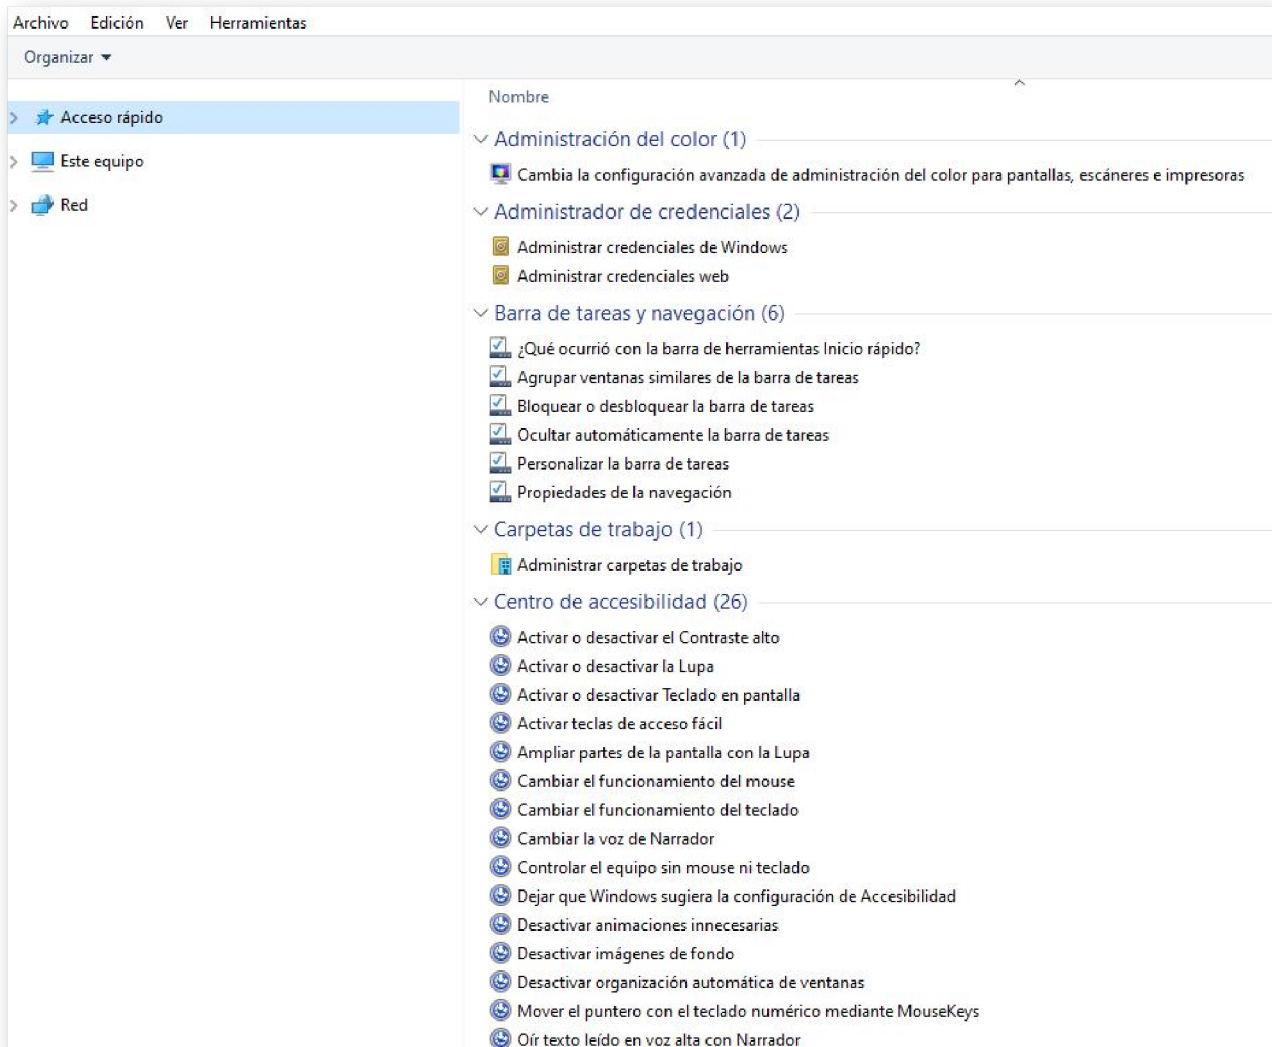 Archivo Edición Ver Herramientas
Organizar
Acceso rápido
Este equipo
Red
Nombre
Administración del color (1)
Cambia la configuración avanzada de administración del color para pantallas, escáneres e impresoras
Administrador de credenciales (2)
Administrar credenciales de Windows
Administrar credenciales web
Barra de tareas y navegación (6)
¿Qué ocurrió con la barra de herramientas Inicio rápido?
Agrupar ventanas similares de la barra de tareas
Bloquear o desbloquear la barra de tareas
Ocultar automáticamente la barra de tareas
Personalizar la barra de tareas
Propiedades de la navegación
Carpetas de trabajo (1)
Administrar carpetas de trabajo
Centro de accesibilidad (26)
Activar o desactivar el Contraste alto
Activar o desactivar la Lupa
Activar o desactivar Teclado en pantalla
Activar teclas de acceso fácil
Ampliar partes de la pantalla con la Lupa
Cambiar el funcionamiento del mouse
Cambiar el funcionamiento del teclado
Cambiar la voz de Narrador
Controlar el equipo sin mouse ni teclado
Dejar que Windows sugiera la configuración de Accesibilidad
Desactivar animaciones innecesarias
Desactivar imágenes de fondo
Desactivar organización automática de ventanas
Mover el puntero con el teclado numérico mediante MouseKeys
Oír texto leído en voz alta con Narrador